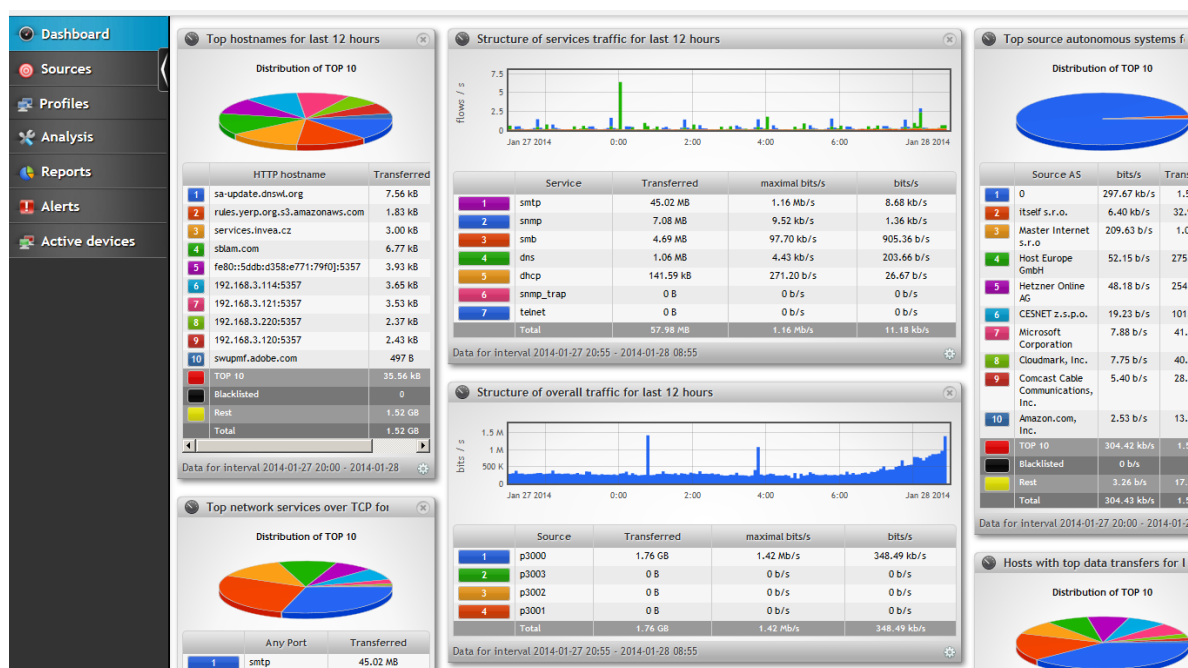 Dashboard
Sources
Profiles
Analysis
Reports
Alerts
Active devices
Top hostnames for last 12 hours
Distribution of TOP 10
HTTP hostname Transferred
1 sa-update.dnswl.org 7.56 kB
2 rules.yerp.org.s3.amazonaws.com 1.83 kB
3 services.invea.cz 3.00 kB
4 sblam.com 6.77 kB
5 fe80::5ddb:d358:e771:79f0]:5357 3.93 kB
6 192.168.3.114:5357 3.65 kB
7 192.168.3.121:5357 3.53 kB
8 192.168.3.220:5357 2.37 kB
9 192.168.3.120:5357 2.43 kB
10 swupmf.adobe.com 497 B
TOP 10 35.56 kB
Blacklisted 0
Rest 1.52 GB
Total 1.52 GB
Data for interval 2014-01-27 20:00 - 2014-01-28
Top network services over TCP for
Distribution of TOP 10
Any Port Transferred
1 smtp 45.02 MB
Structure of services traffic for last 12 hours
flows / s
7.5
5
2.5
0
Jan 27 2014 0:00 2:00 4:00 6:00 Jan 28 2014
Service Transferred maximal bits/s bits/s
1 smtp 45.02 MB 1.16 Mb/s 8.68 kb/s
2 snmp 7.08 MB 9.52 kb/s 1.36 kb/s
3 smb 4.69 MB 97.70 kb/s 905.36 b/s
4 dns 1.06 MB 4.43 kb/s 203.66 b/s
5 dhcp 141.59 kB 271.20 b/s 26.67 b/s
6 snmp_trap 0 B 0 b/s 0 b/s
7 telnet 0 B 0 b/s 0 b/s
Total 57.98 MB 1.16 Mb/s 11.18 kb/s
Data for interval 2014-01-27 20:55 - 2014-01-28 08:55
Structure of overall traffic for last 12 hours
bits / s
1.5 M
1 M
500 K
0
Jan 27 2014 0:00 2:00 4:00 6:00 Jan 28 2014
Source Transferred maximal bits/s bits/s
1 p3000 1.76 GB 1.42 Mb/s 348.49 kb/s
2 p3003 0 B 0 b/s 0 b/s
3 p3002 0 B 0 b/s 0 b/s
4 p3001 0 B 0 b/s 0 b/s
Total 1.76 GB 1.42 Mb/s 348.49 kb/s
Data for interval 2014-01-27 20:55 - 2014-01-28 08:55
Top source autonomous systems f
Distribution of TOP 10
Source AS bits/s Trans
1 0 297.67 kb/s 1.5
2 itself s.r.o. 6.40 kb/s 32.
3 Master Internet 209.63 b/s 1.0
s.r.o
4 Host Europe 52.15 b/s 275
GmbH
5 Hetzner Online 48.18 b/s 254
AG
6 CESNET z.s.p.o. 19.23 b/s 101
7 Microsoft 7.88 b/s 41.
Corporation
8 Cloudmark, Inc. 7.75 b/s 40.
9 Comcast Cable 5.40 b/s 28.
Communications,
Inc.
10 Amazon.com, 2.53 b/s 13.
Inc.
TOP 10 304.42 kb/s 1.5
Blacklisted 0 b/s
Rest 3.26 b/s 17.
Total 304.43 kb/s 1.5
Data for interval 2014-01-27 20:00 - 2014-01-2
Hosts with top data transfers for l
Distribution of TOP 10